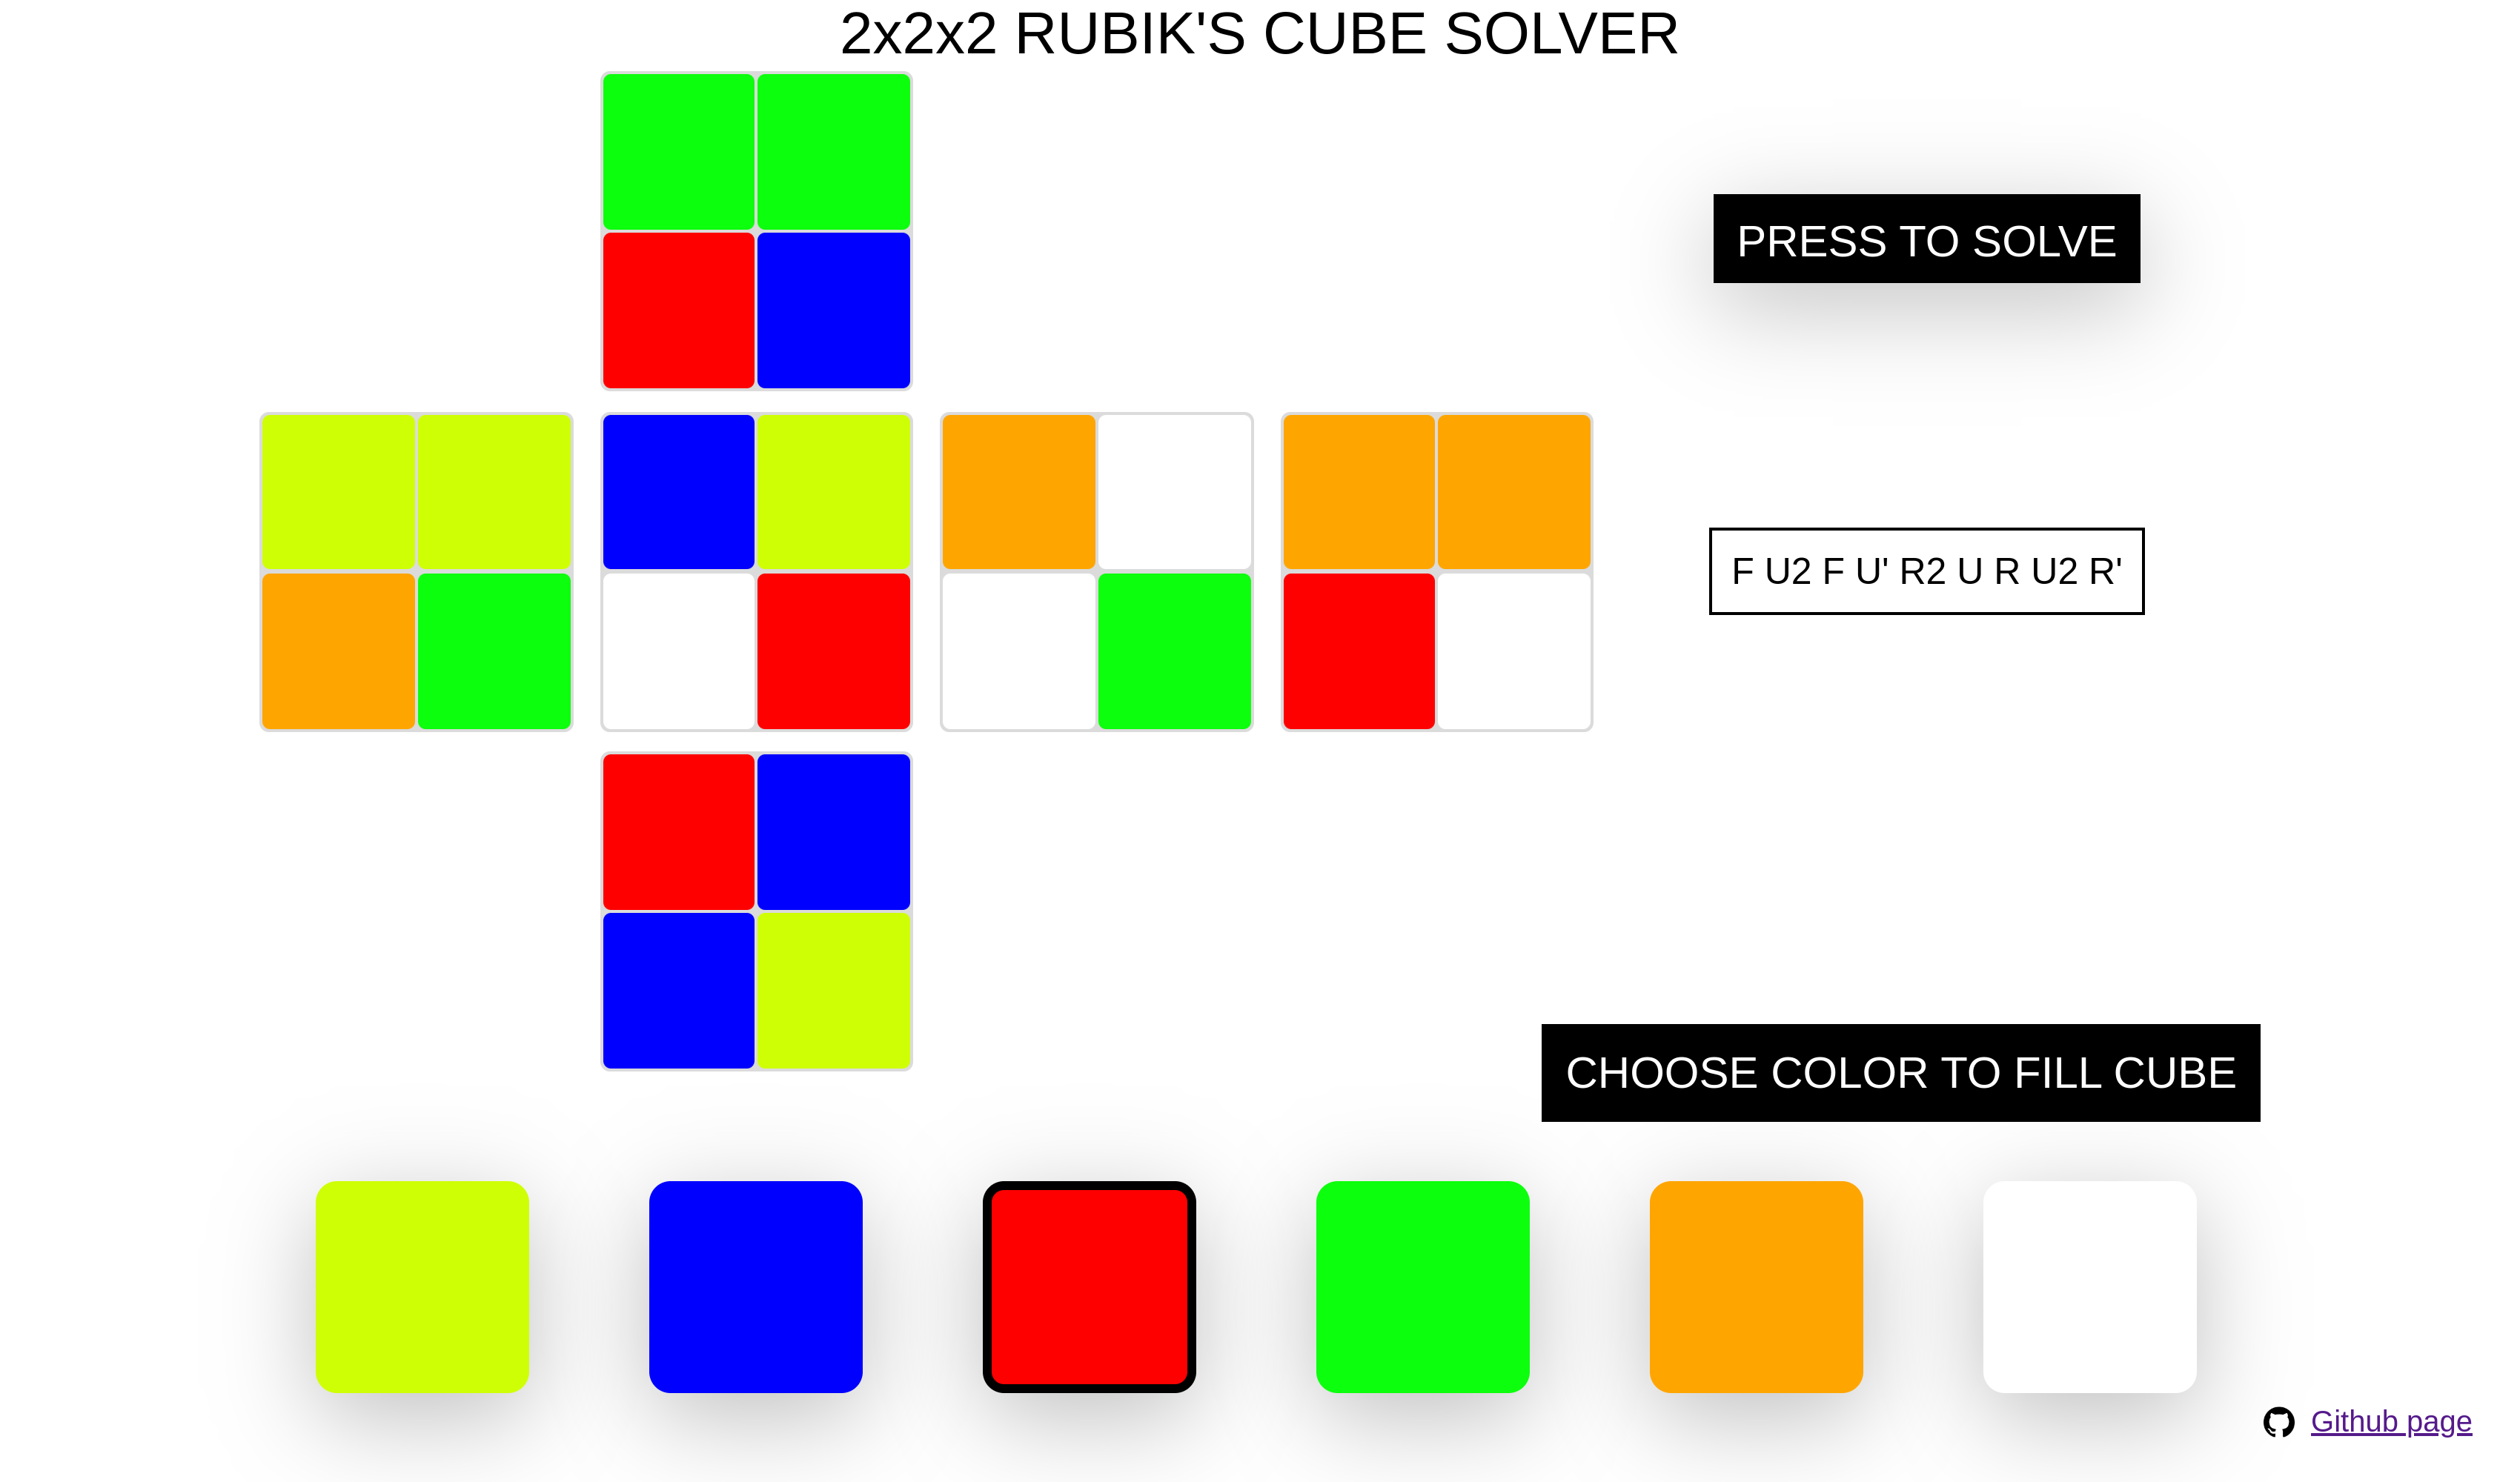 2x2x2 RUBIK'S CUBE SOLVER
PRESS TO SOLVE
F U2 F U' R2 U R U2 R'
CHOOSE COLOR TO FILL CUBE
Github page